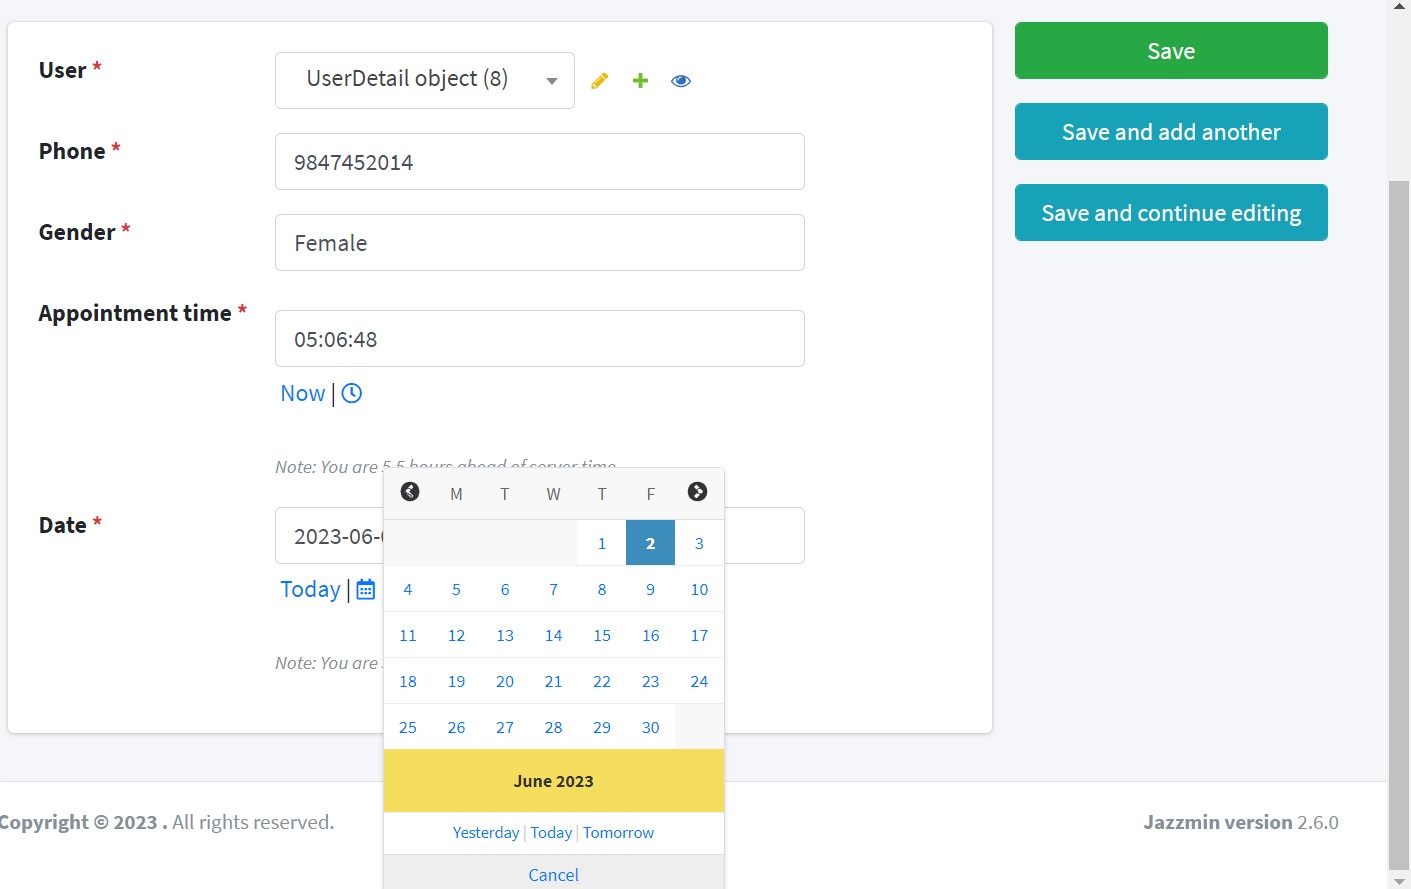 User *
UserDetail object (8)
Save
Phone *
9847452014
Save and add another
Gender *
Female
Save and continue editing
Appointment time *
05:06:48
Now |
Note: You are 5.5 hours ahead of server time.
Date *
2023-06-
Today |
Note: You are
M T W T F
1 2 3
4 5 6 7 8 9 10
11 12 13 14 15 16 17
18 19 20 21 22 23 24
25 26 27 28 29 30
June 2023
Yesterday | Today | Tomorrow
Cancel
Copyright © 2023 . All rights reserved.
Jazzmin version 2.6.0